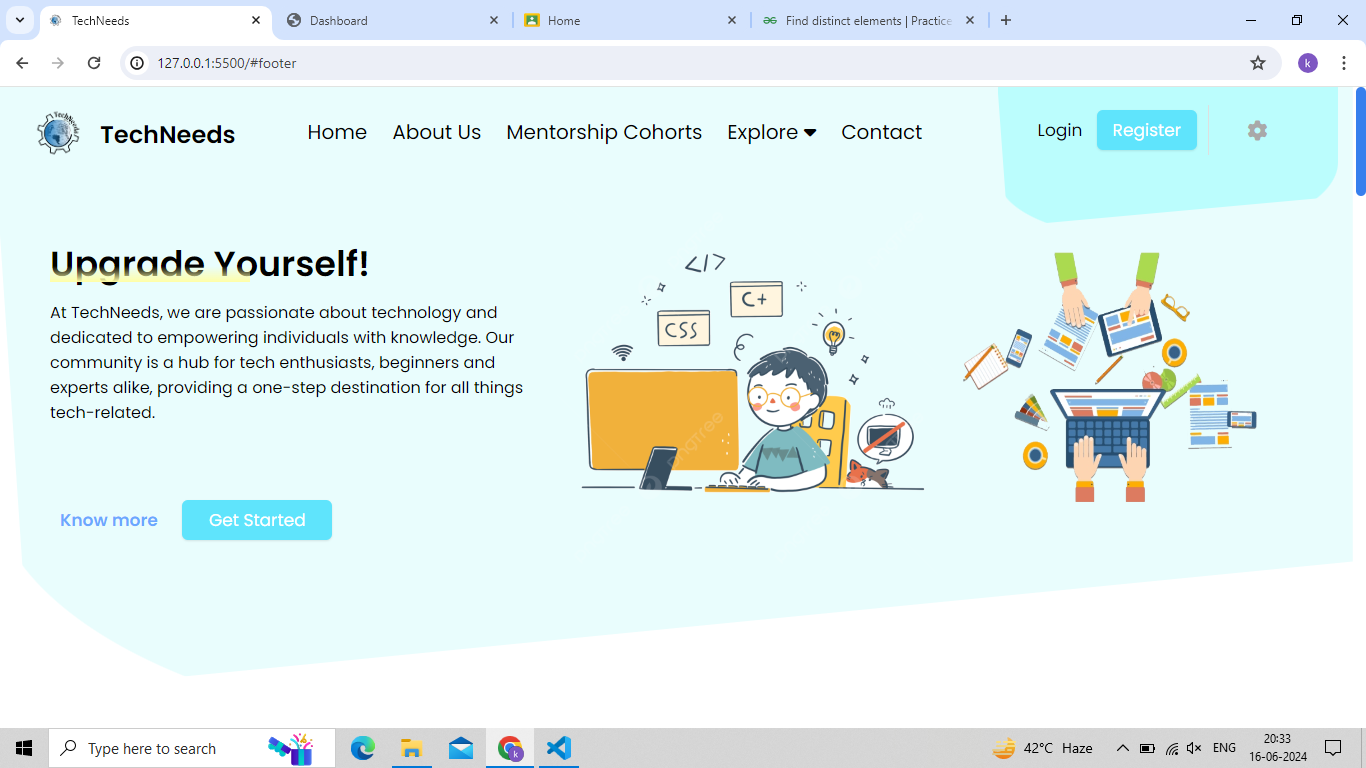 TechNeeds
Dashboard
Home
Find distinct elements | Practice
127.0.0.1:5500/#footer
k
TechNeeds
TechNeeds
Home
About Us
Mentorship Cohorts
Explore
Contact
Login
Register
Upgrade Yourself!
At TechNeeds, we are passionate about technology and
dedicated to empowering individuals with knowledge. Our
community is a hub for tech enthusiasts, beginners and
experts alike, providing a one-step destination for all things
tech-related.
</>
C+
CSS
pngtree
Know more
Get Started
Type here to search
k
42°C Haze
ENG
20:33
16-06-2024